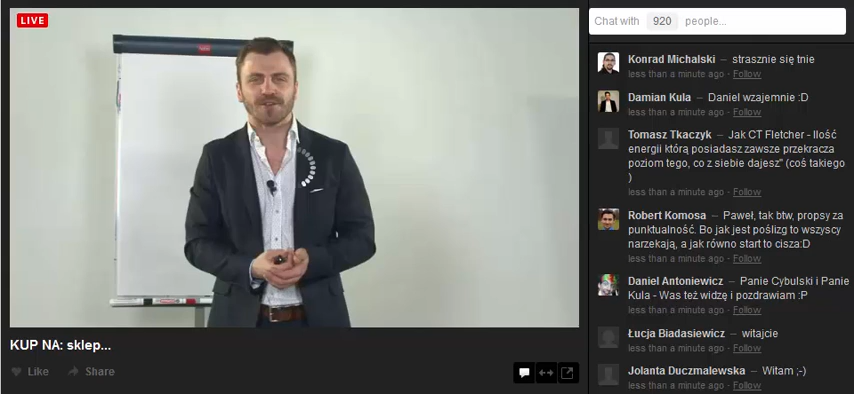 LIVE
KUP NA: sklep...
Like
Share
Chat with 920 people...
Konrad Michalski – strasznie się tnie
less than a minute ago - Follow
Damian Kula – Daniel wzajemnie :D
less than a minute ago - Follow
Tomasz Tkaczyk – Jak CT Fletcher - Ilość
energii którą posiadasz zawsze przekracza
poziom tego, co z siebie dajesz" (coś takiego
)
less than a minute ago - Follow
Robert Komosa – Paweł, tak btw, propsy za
punktualność. Bo jak jest poślizg to wszyscy
narzekają, a jak równo start to cisza:D
less than a minute ago - Follow
Daniel Antoniewicz – Panie Cybulski i Panie
Kula - Was też widzę i pozdrawiam :P
less than a minute ago - Follow
Łucja Biadasiewicz – witajcie
less than a minute ago - Follow
Jolanta Duczmalewska – Witam ;-)
less than a minute ago - Follow